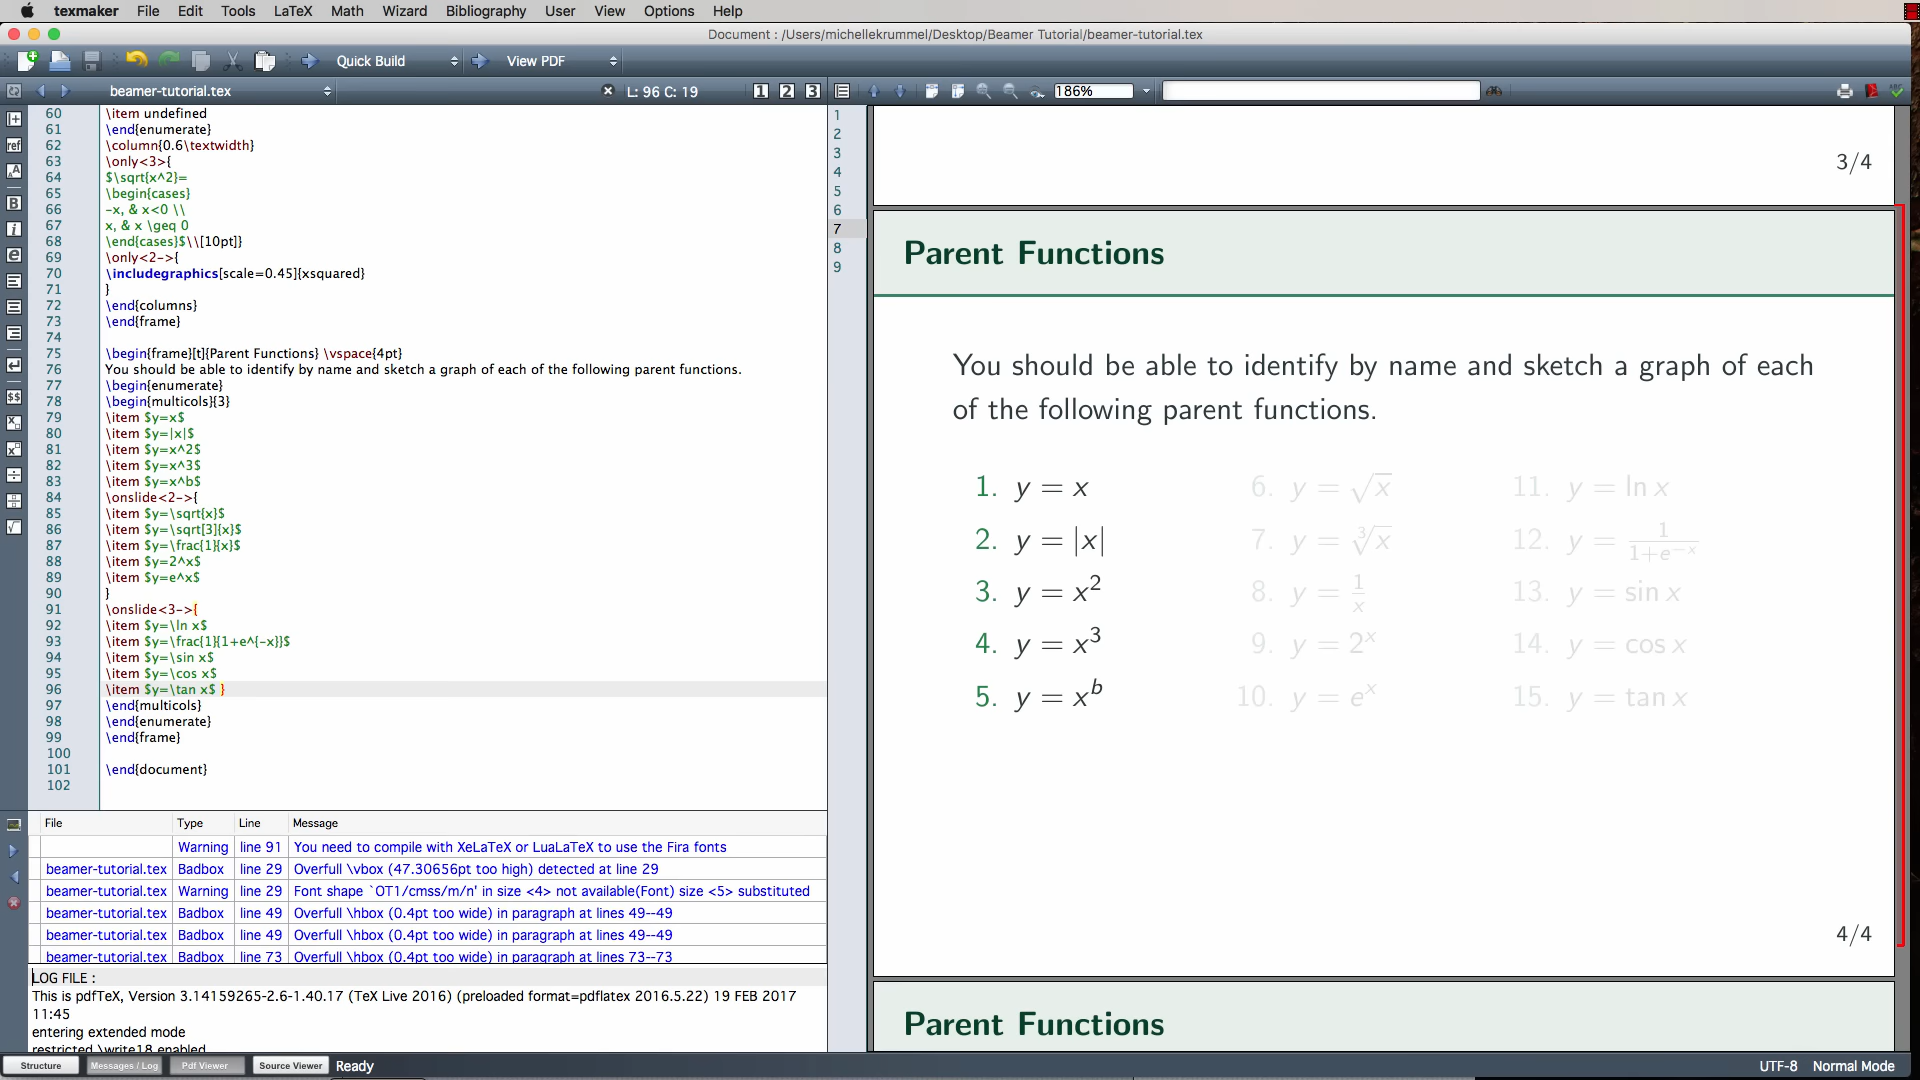 texmaker File Edit Tools LaTeX Math Wizard Bibliography User View Options Help
Document : /Users/michellekrummel/Desktop/Beamer Tutorial/beamer-tutorial.tex
Quick Build View PDF
beamer-tutorial.tex L: 96 C: 19 1 2 3 186%
60 \item undefined
61 \end{enumerate}
62 \column{0.6\textwidth}
63 \only<3>{
64 $\sqrt{x^2}=
65 \begin{cases}
66 -x, & x<0 \\
67 x, & x \geq 0
68 \end{cases}$\\[10pt]}
69 \only<2->{
70 \includegraphics[scale=0.45]{xsquared}
71 }
72 \end{columns}
73 \end{frame}
74
75 \begin{frame}[t]{Parent Functions} \vspace{4pt}
76 You should be able to identify by name and sketch a graph of each of the following parent functions.
77 \begin{enumerate}
78 \begin{multicols}{3}
79 \item $y=x$
80 \item $y=|x|$
81 \item $y=x^2$
82 \item $y=x^3$
83 \item $y=x^b$
84 \onslide<2->{
85 \item $y=\sqrt{x}$
86 \item $y=\sqrt[3]{x}$
87 \item $y=\frac{1}{x}$
88 \item $y=2^x$
89 \item $y=e^x$
90 }
91 \onslide<3->{
92 \item $y=\ln x$
93 \item $y=\frac{1}{1+e^{-x}}$
94 \item $y=\sin x$
95 \item $y=\cos x$
96 \item $y=\tan x$ }
97 \end{multicols}
98 \end{enumerate}
99 \end{frame}
100
101 \end{document}
102
ref
B
i
e
$$
1
2
3
4
5
6
7
8
9
3/4
Parent Functions
You should be able to identify by name and sketch a graph of each
of the following parent functions.
1. y = x
2. y = |x|
3. y = x²
4. y = x³
5. y = xᵇ
6. y = √x
7. y = ∛x
8. y = 1/x
9. y = 2ˣ
10. y = eˣ
11. y = ln x
12. y = 1/(1+e⁻ˣ)
13. y = sin x
14. y = cos x
15. y = tan x
4/4
Parent Functions
File Type Line Message
Warning line 91 You need to compile with XeLaTeX or LuaLaTeX to use the Fira fonts
beamer-tutorial.tex Badbox line 29 Overfull \vbox (47.30656pt too high) detected at line 29
beamer-tutorial.tex Warning line 29 Font shape `OT1/cmss/m/n' in size <4> not available(Font) size <5> substituted
beamer-tutorial.tex Badbox line 49 Overfull \hbox (0.4pt too wide) in paragraph at lines 49--49
beamer-tutorial.tex Badbox line 49 Overfull \hbox (0.4pt too wide) in paragraph at lines 49--49
beamer-tutorial.tex Badbox line 73 Overfull \hbox (0.4pt too wide) in paragraph at lines 73--73
LOG FILE :
This is pdfTeX, Version 3.14159265-2.6-1.40.17 (TeX Live 2016) (preloaded format=pdflatex 2016.5.22) 19 FEB 2017
11:45
entering extended mode
restricted \write18 enabled
Structure Messages / Log Pdf Viewer Source Viewer Ready UTF-8 Normal Mode